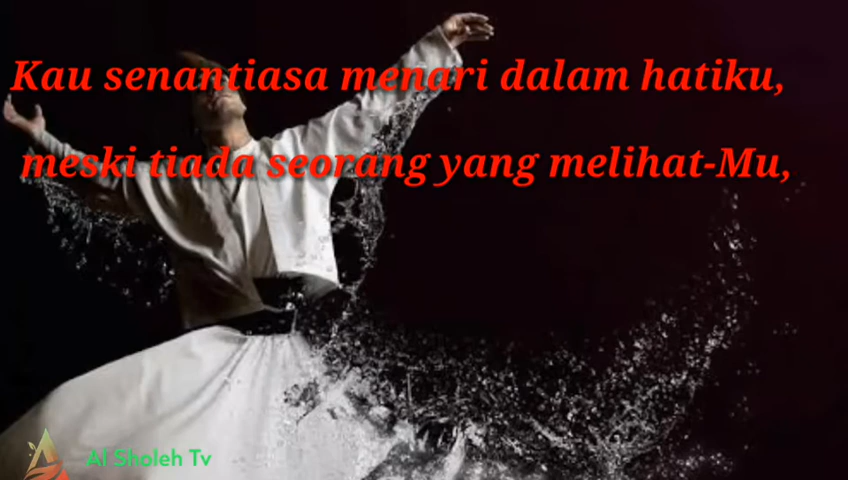 Kau senantiasa menari dalam hatiku,
meski tiada seorang yang melihat-Mu,
Al Sholeh Tv